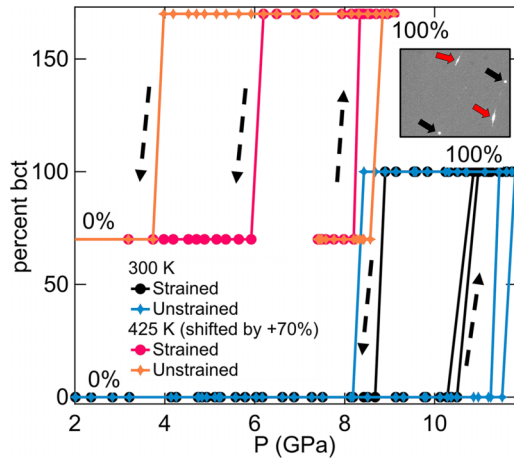 150
100%
100%
100
percent bct
0%
50
300 K
Strained
Unstrained
425 K (shifted by +70%)
Strained
Unstrained
0%
0
2 4 6 8 10
P (GPa)